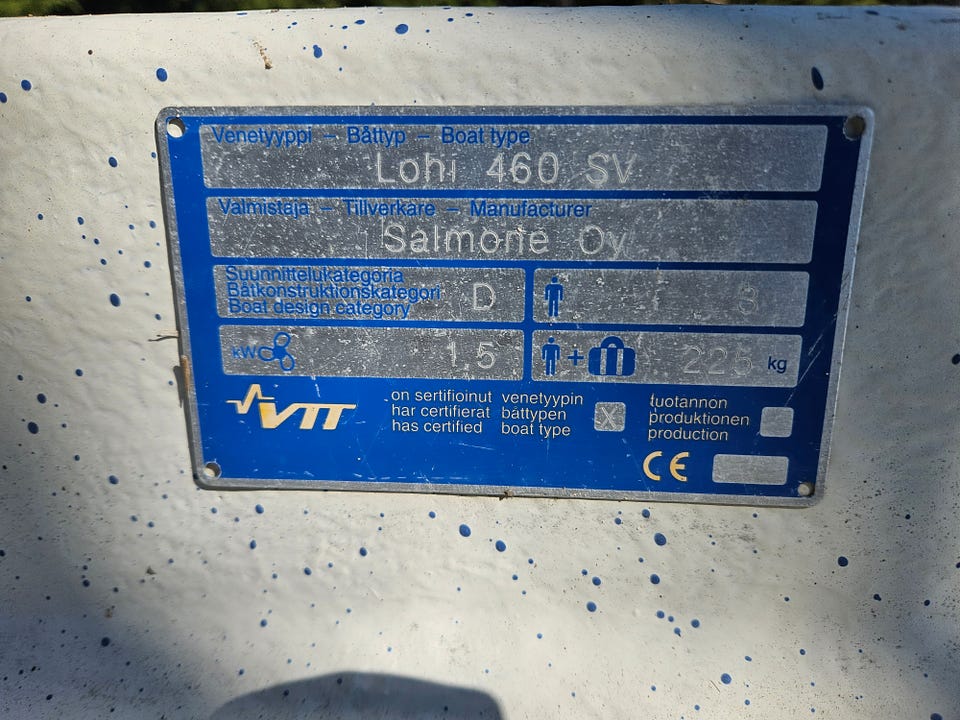 Venetyyppi – Båttyp – Boat type
Lohi 460 SV
Valmistaja – Tillverkare – Manufacturer
Salmone Oy
Suunnittelukategoria
Båtkonstruktionskategori
Boat design category
D
3
kW
1,5
+
225 kg
VTT
on sertifioinut venetyypin
har certifierat båttypen
has certified boat type
X
tuotannon
produktionen
production
CE